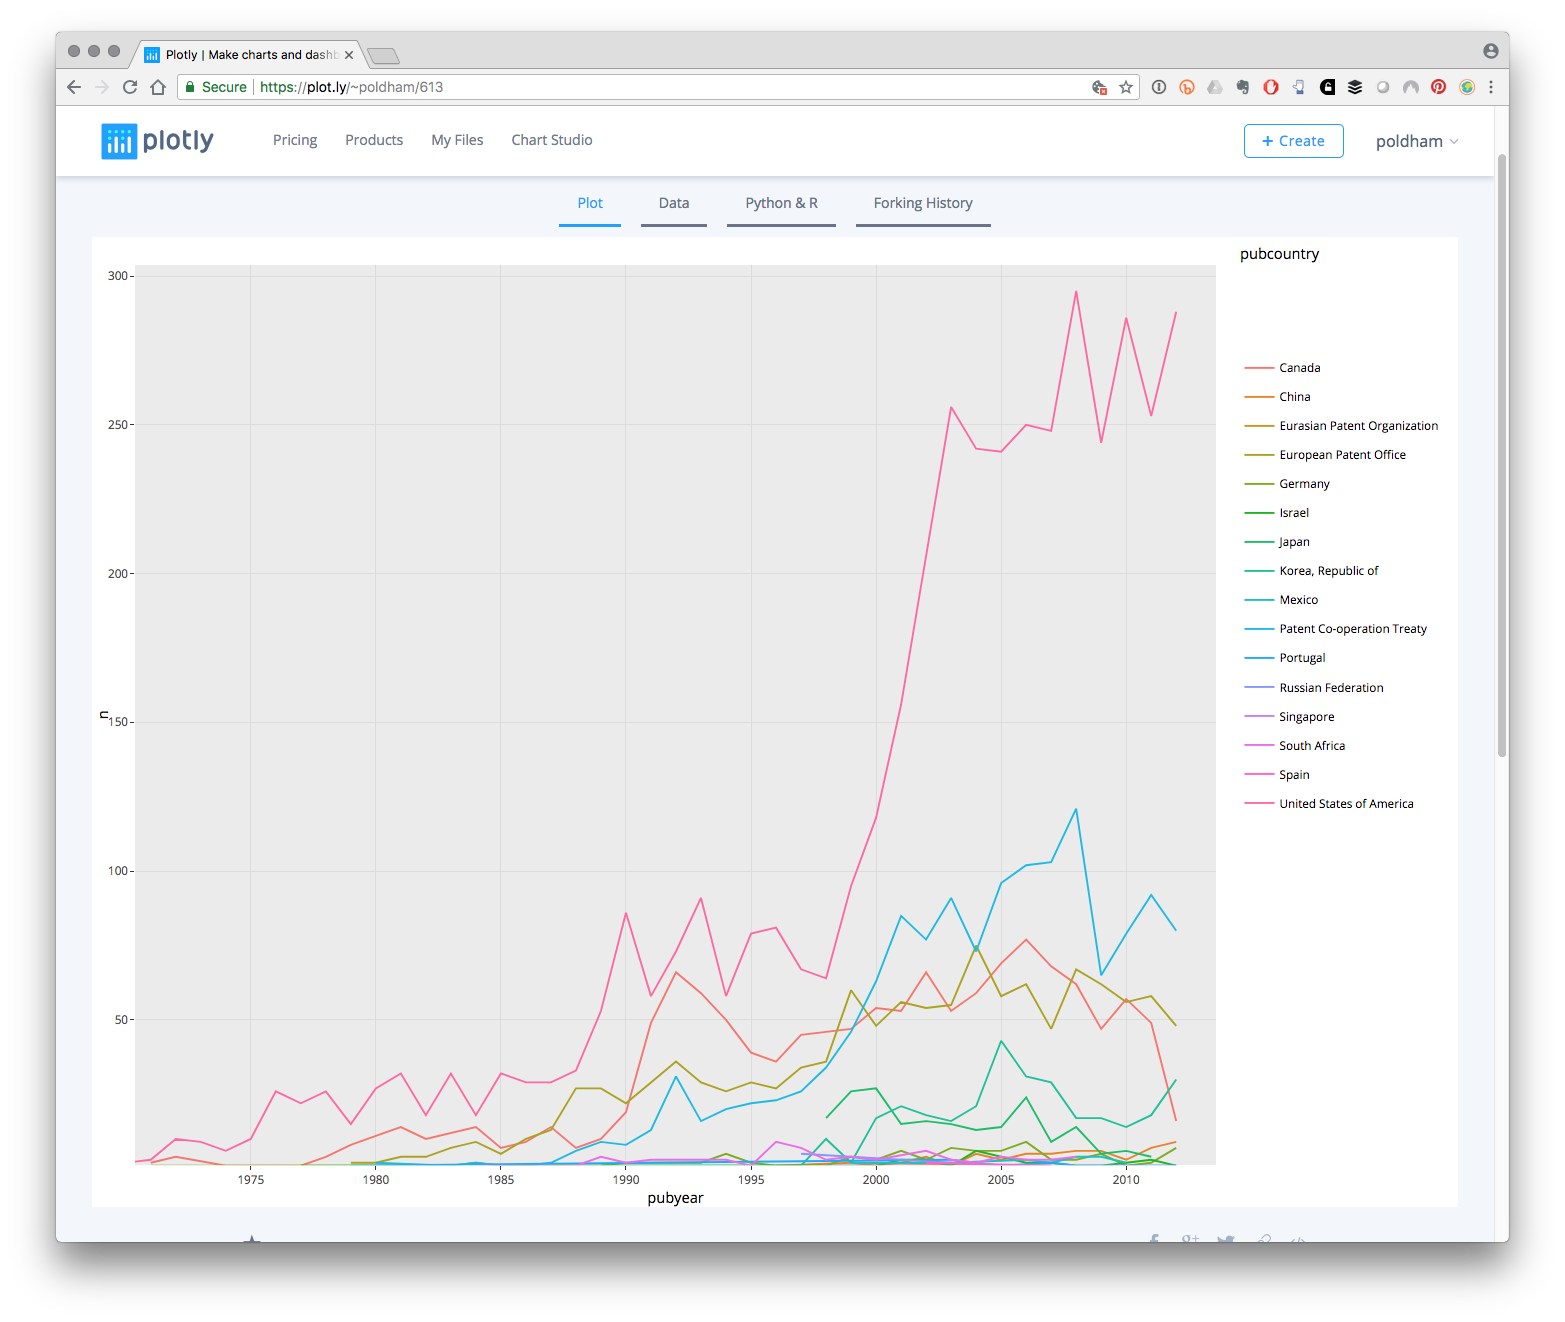 Plotly | Make charts and dashb
Secure https://plot.ly/~poldham/613
plotly Pricing Products My Files Chart Studio + Create poldham
Plot Data Python & R Forking History
pubcountry
300
250
200
150
100
50
n
1975 1980 1985 1990 1995 2000 2005 2010
pubyear
Canada
China
Eurasian Patent Organization
European Patent Office
Germany
Israel
Japan
Korea, Republic of
Mexico
Patent Co-operation Treaty
Portugal
Russian Federation
Singapore
South Africa
Spain
United States of America